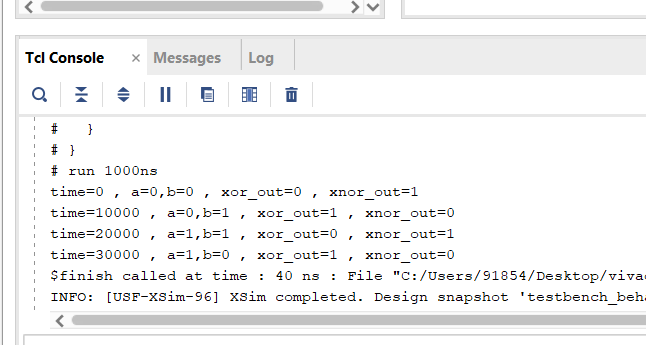 Tcl Console × Messages Log
# }
# }
# run 1000ns
time=0 , a=0,b=0 , xor_out=0 , xnor_out=1
time=10000 , a=0,b=1 , xor_out=1 , xnor_out=0
time=20000 , a=1,b=1 , xor_out=0 , xnor_out=1
time=30000 , a=1,b=0 , xor_out=1 , xnor_out=0
$finish called at time : 40 ns : File "C:/Users/91854/Desktop/viva
INFO: [USF-XSim-96] XSim completed. Design snapshot 'testbench_beh